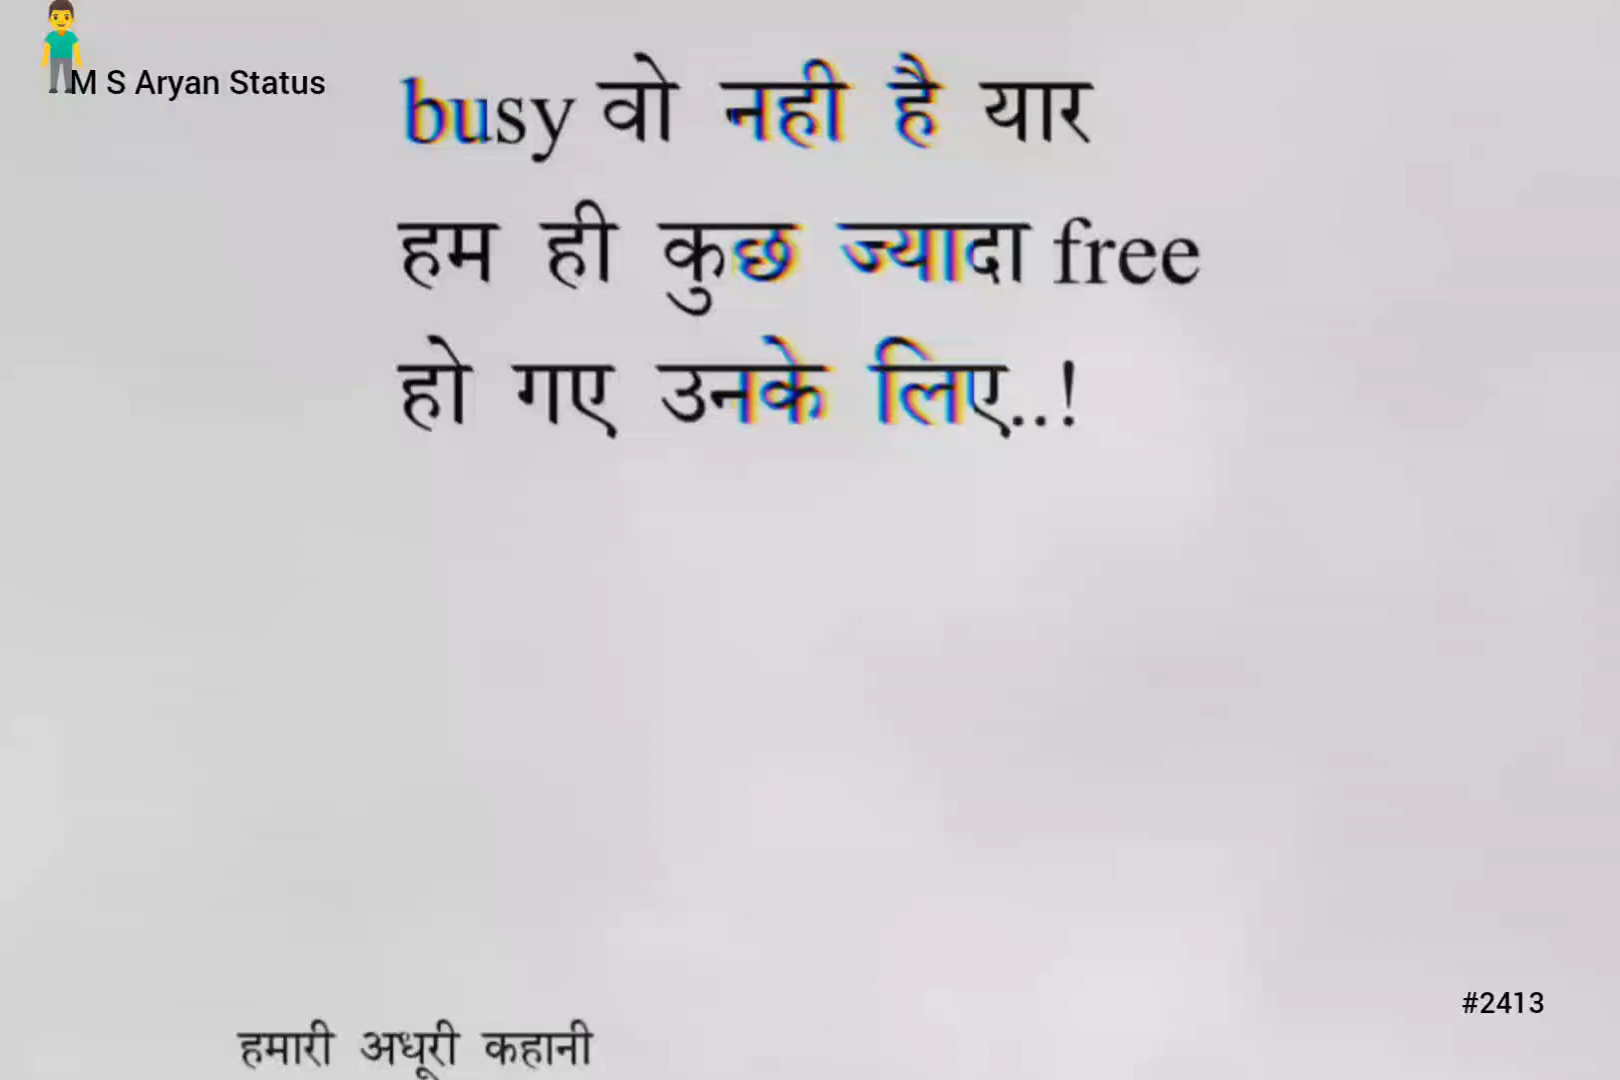 M S Aryan Status
busy वो नही है यार
हम ही कुछ ज्यादा free
हो गए उनके लिए..!
#2413
हमारी अधूरी कहानी